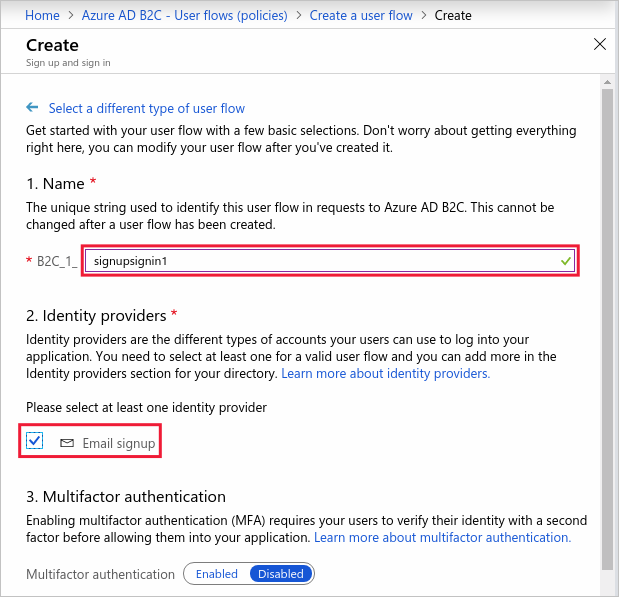 Home > Azure AD B2C - User flows (policies) > Create a user flow > Create
Create
Sign up and sign in
Select a different type of user flow
Get started with your user flow with a few basic selections. Don't worry about getting everything
right here, you can modify your user flow after you've created it.
1. Name *
The unique string used to identify this user flow in requests to Azure AD B2C. This cannot be
changed after a user flow has been created.
* B2C_1_ signupsignin1
2. Identity providers *
Identity providers are the different types of accounts your users can use to log into your
application. You need to select at least one for a valid user flow and you can add more in the
Identity providers section for your directory. Learn more about identity providers.
Please select at least one identity provider
Email signup
3. Multifactor authentication
Enabling multifactor authentication (MFA) requires your users to verify their identity with a second
factor before allowing them into your application. Learn more about multifactor authentication.
Multifactor authentication Enabled Disabled